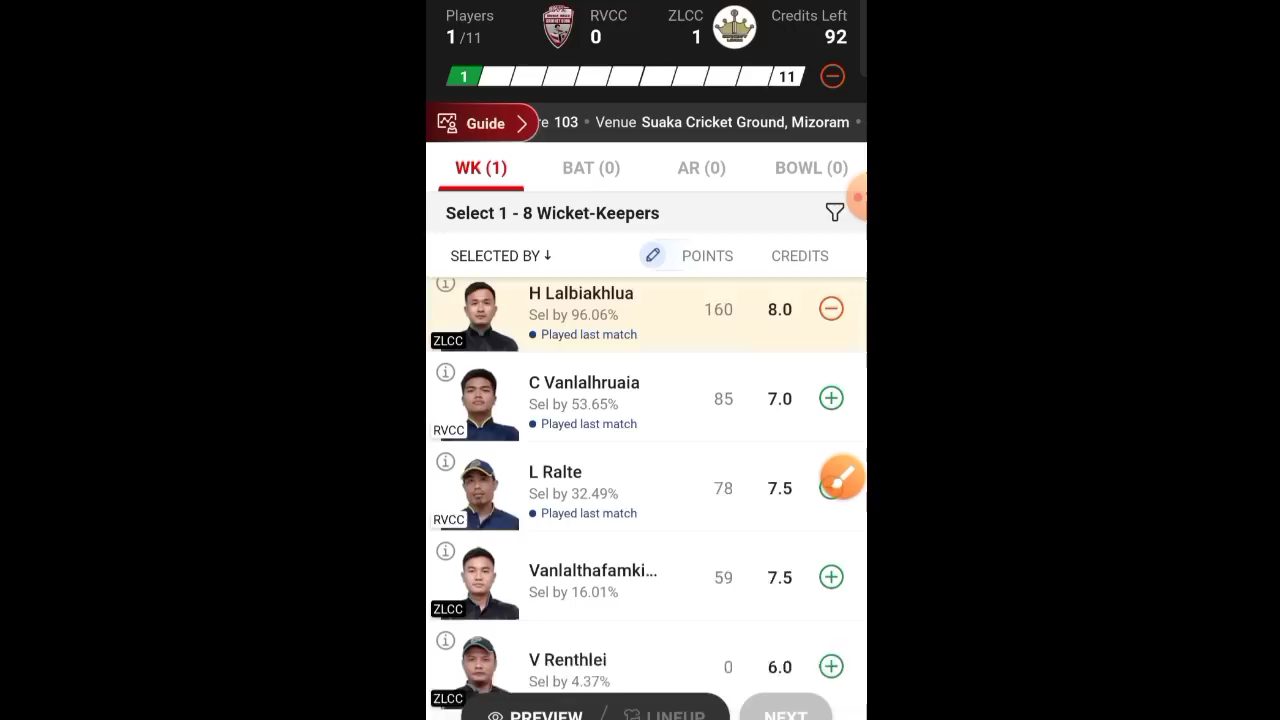 Players RVCC ZLCC Credits Left
1/11 0 1 92
1 11
Guide re 103 • Venue Suaka Cricket Ground, Mizoram •
WK (1) BAT (0) AR (0) BOWL (0)
Select 1 - 8 Wicket-Keepers
SELECTED BY ↓ POINTS CREDITS
H Lalbiakhlua
Sel by 96.06% 160 8.0
Played last match
ZLCC
C Vanlalhruaia
Sel by 53.65% 85 7.0
Played last match
RVCC
L Ralte
Sel by 32.49% 78 7.5
Played last match
RVCC
Vanlalthafamki... 59 7.5
Sel by 16.01%
ZLCC
V Renthlei 0 6.0
Sel by 4.37%
ZLCC
PREVIEW / LINEUP NEXT